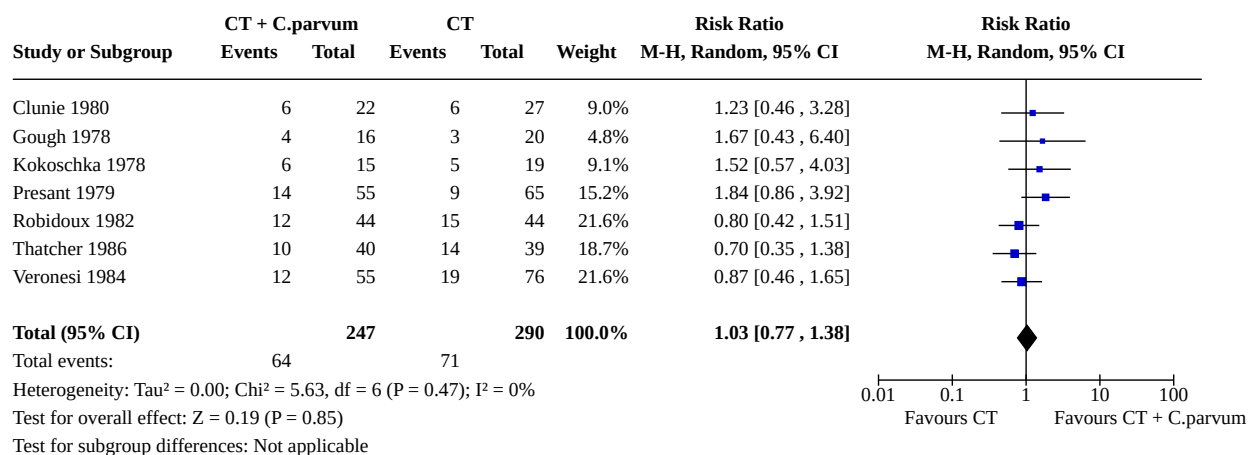 CT + C.parvum CT Risk Ratio Risk Ratio
Study or Subgroup Events Total Events Total Weight M-H, Random, 95% CI M-H, Random, 95% CI
Clunie 1980 6 22 6 27 9.0% 1.23 [0.46 , 3.28]
Gough 1978 4 16 3 20 4.8% 1.67 [0.43 , 6.40]
Kokoschka 1978 6 15 5 19 9.1% 1.52 [0.57 , 4.03]
Presant 1979 14 55 9 65 15.2% 1.84 [0.86 , 3.92]
Robidoux 1982 12 44 15 44 21.6% 0.80 [0.42 , 1.51]
Thatcher 1986 10 40 14 39 18.7% 0.70 [0.35 , 1.38]
Veronesi 1984 12 55 19 76 21.6% 0.87 [0.46 , 1.65]
Total (95% CI) 247 290 100.0% 1.03 [0.77 , 1.38]
Total events: 64 71
Heterogeneity: Tau² = 0.00; Chi² = 5.63, df = 6 (P = 0.47); I² = 0%
0.01 0.1 1 10 100
Test for overall effect: Z = 0.19 (P = 0.85) Favours CT Favours CT + C.parvum
Test for subgroup differences: Not applicable